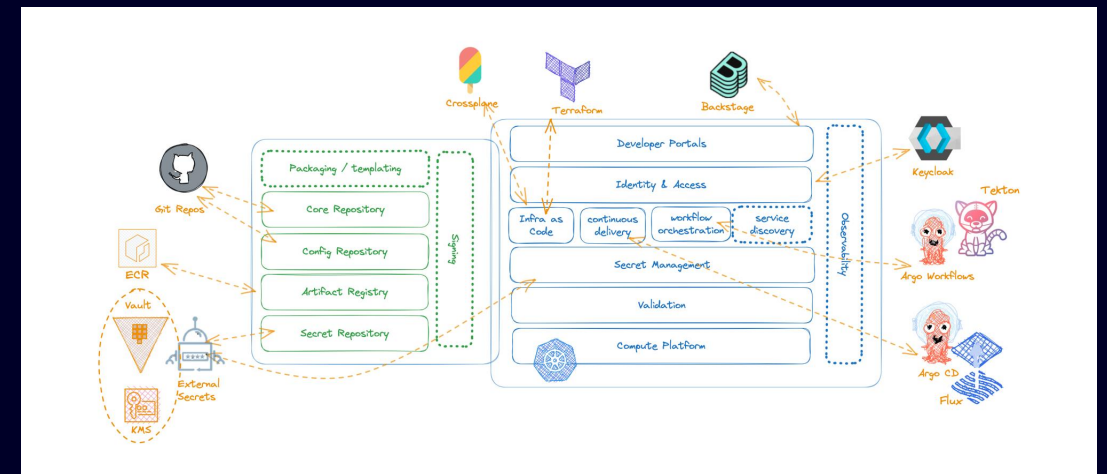 Crossplane
Terraform
Backstage
Developer Portals
Packaging / templating
Identity & Access
Keycloak
Git Repos
Core Repository
Infra as
Code
continuous
delivery
workflow
orchestration
service
discovery
Tekton
Signing
Observability
Config Repository
Secret Management
Argo Workflows
ECR
Artifact Registry
Vault
Validation
Secret Repository
Compute Platform
External
Secrets
Argo CD
Flux
KMS